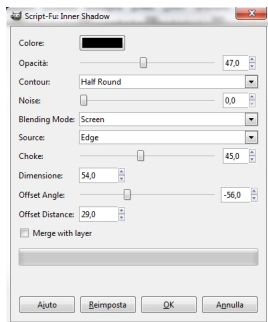 Script-Fu: Inner Shadow
Colore:
Opacità: 47,0
Contour: Half Round
Noise: 0,0
Blending Mode: Screen
Source: Edge
Choke: 45,0
Dimensione: 54,0
Offset Angle: -56,0
Offset Distance: 29,0
Merge with layer
Aiuto Reimposta OK Annulla